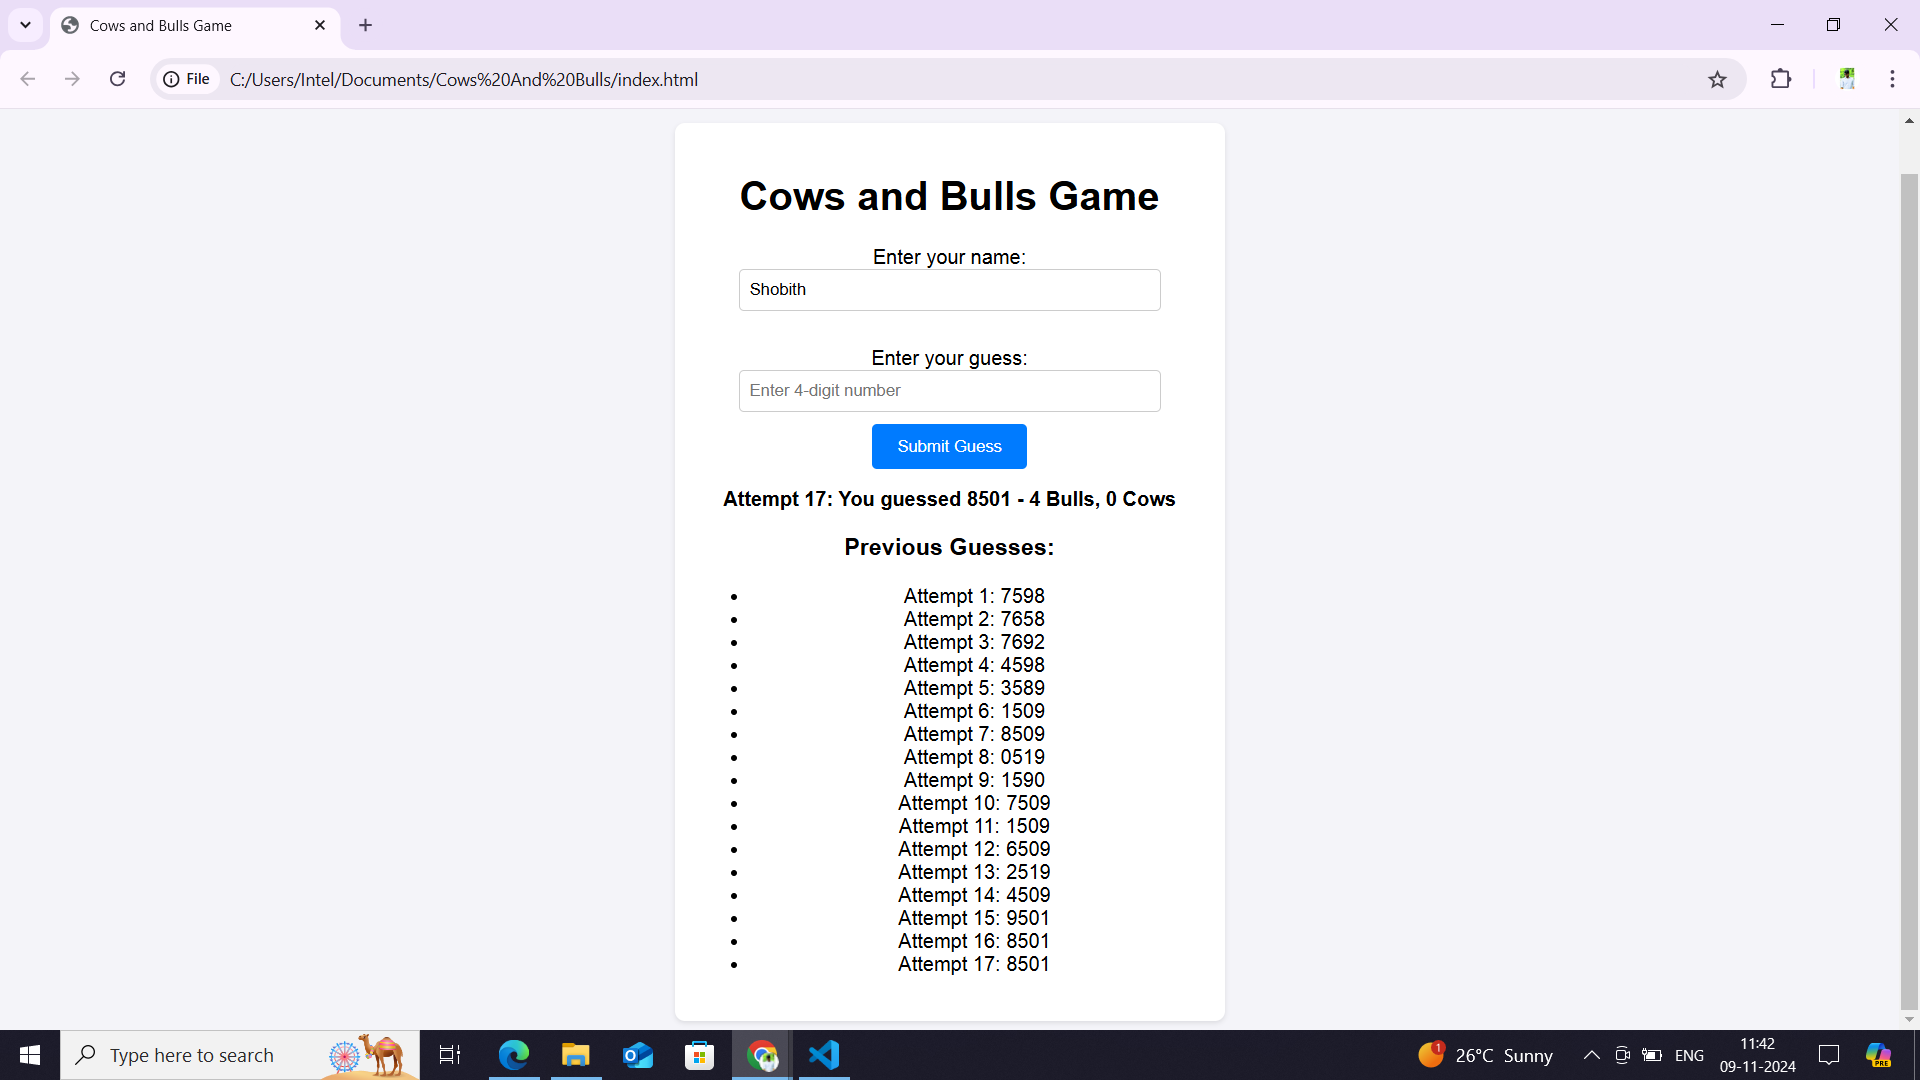 Cows and Bulls Game
File
C:/Users/Intel/Documents/Cows%20And%20Bulls/index.html
Cows and Bulls Game
Enter your name:
Shobith
Enter your guess:
Enter 4-digit number
Submit Guess
Attempt 17: You guessed 8501 - 4 Bulls, 0 Cows
Previous Guesses:
Attempt 1: 7598
Attempt 2: 7658
Attempt 3: 7692
Attempt 4: 4598
Attempt 5: 3589
Attempt 6: 1509
Attempt 7: 8509
Attempt 8: 0519
Attempt 9: 1590
Attempt 10: 7509
Attempt 11: 1509
Attempt 12: 6509
Attempt 13: 2519
Attempt 14: 4509
Attempt 15: 9501
Attempt 16: 8501
Attempt 17: 8501
Type here to search
1
26°C Sunny
ENG
11:42
09-11-2024
PRE